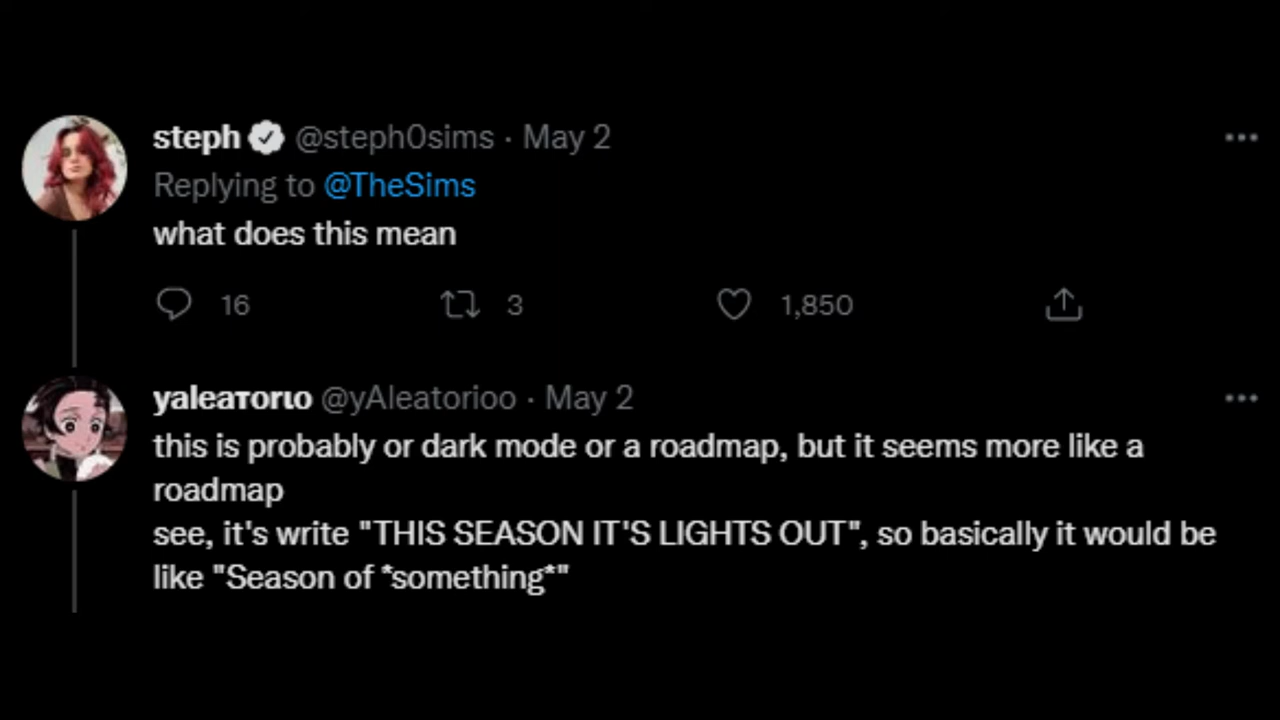 steph @steph0sims · May 2
Replying to @TheSims
what does this mean
16 3 1,850
yaleaтorιo @yAleatorioo · May 2
this is probably or dark mode or a roadmap, but it seems more like a
roadmap
see, it's write "THIS SEASON IT'S LIGHTS OUT", so basically it would be
like "Season of *something*"